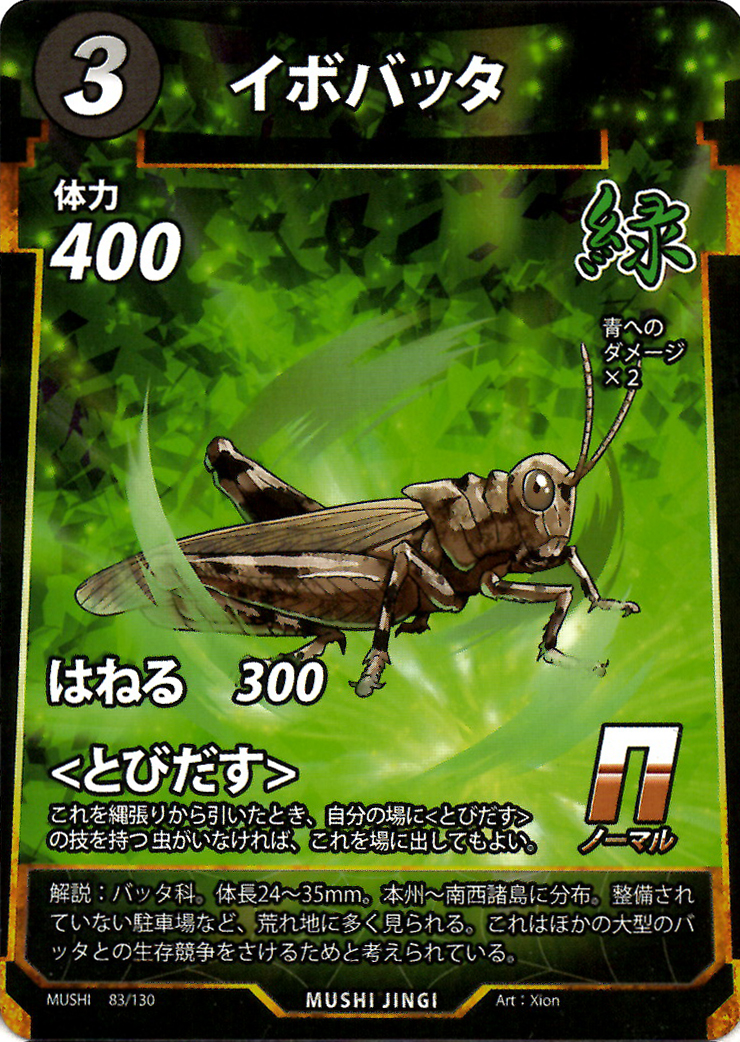 3
イボバッタ
体力
400
緑
青への
ダメージ
×2
はねる 300
<とびだす>
これを縄張りから引いたとき、自分の場に<とびだす>
の技を持つ虫がいなければ、これを場に出してもよい。
ノーマル
解説：バッタ科。体長24〜35mm。本州〜南西諸島に分布。整備され
ていない駐車場など、荒れ地に多く見られる。これはほかの大型のバ
ッタとの生存競争をさけるためと考えられている。
MUSHI 83/130
MUSHI JINGI
Art：Xion